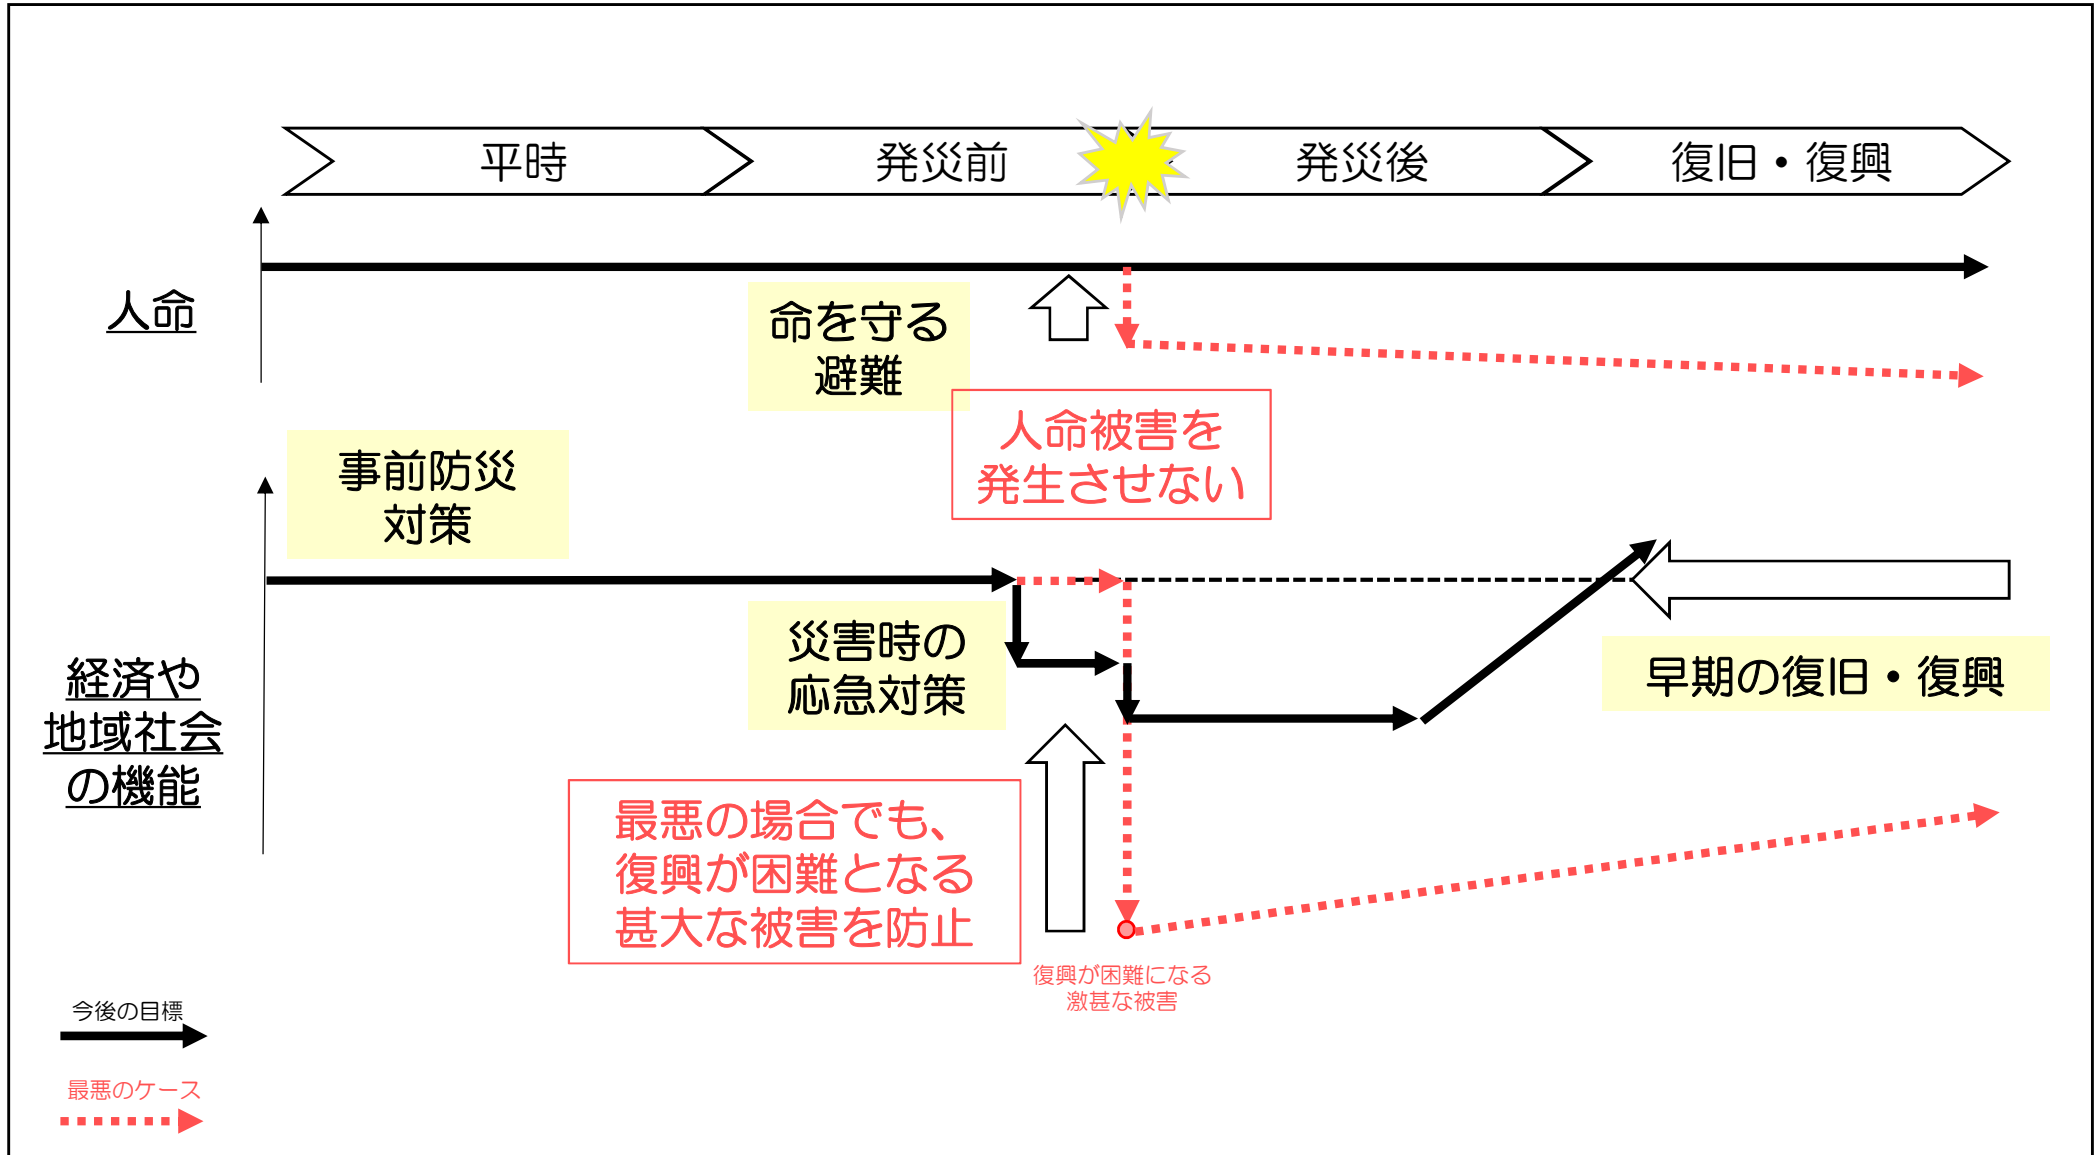 平時
発災前
発災後
復旧・復興
人命
命を守る
避難
人命被害を
発生させない
事前防災
対策
災害時の
応急対策
早期の復旧・復興
経済や
地域社会
の機能
最悪の場合でも、
復興が困難となる
甚大な被害を防止
復興が困難になる
激甚な被害
今後の目標
最悪のケース